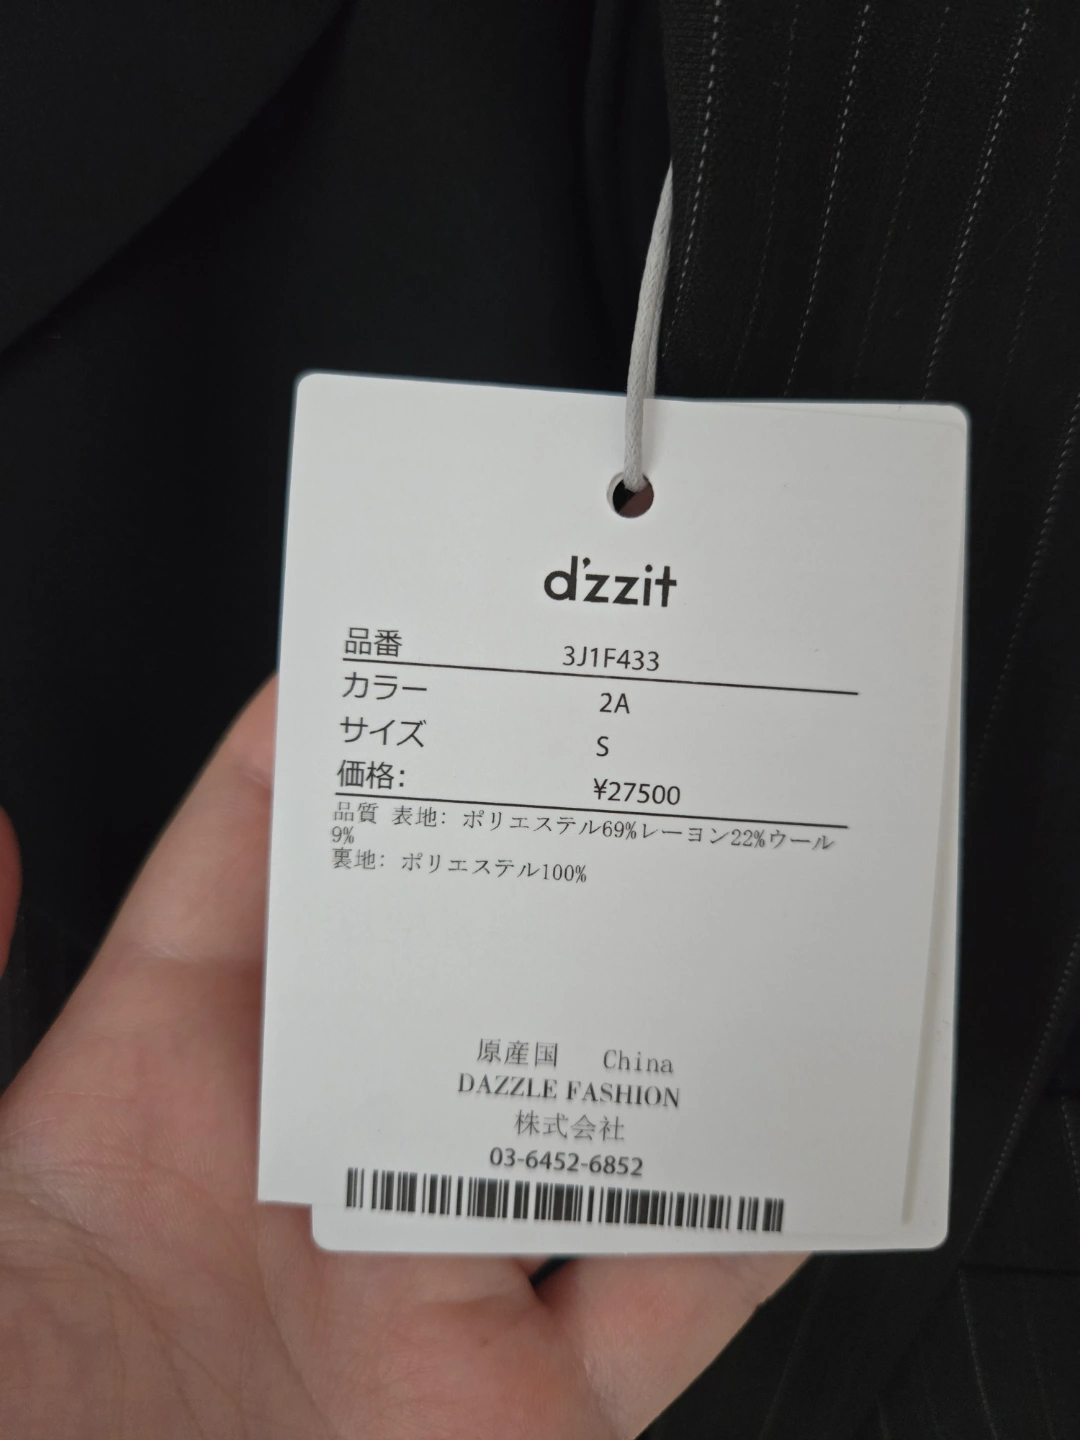 d'zzit
品番 3J1F433
カラー 2A
サイズ S
価格: ¥27500
品質 表地: ポリエステル69%レーヨン22%ウール
9%
裏地: ポリエステル100%
原産国 China
DAZZLE FASHION
株式会社
03-6452-6852